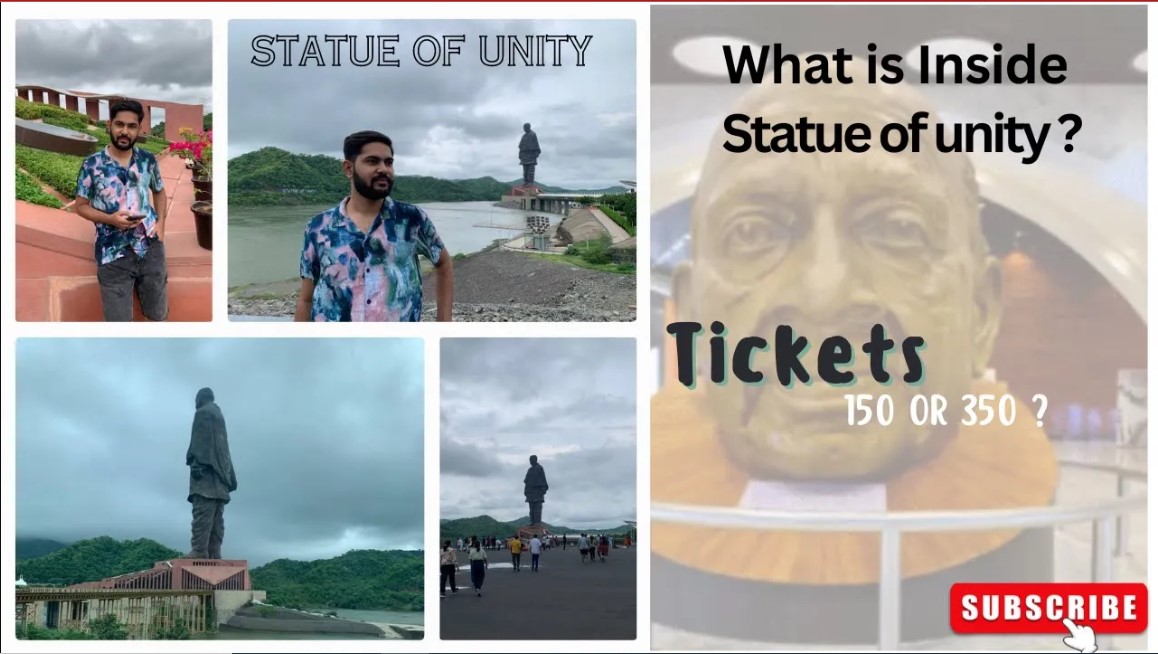 STATUE OF UNITY
What is Inside
Statue of unity ?
Tickets
150 OR 350 ?
SUBSCRIBE